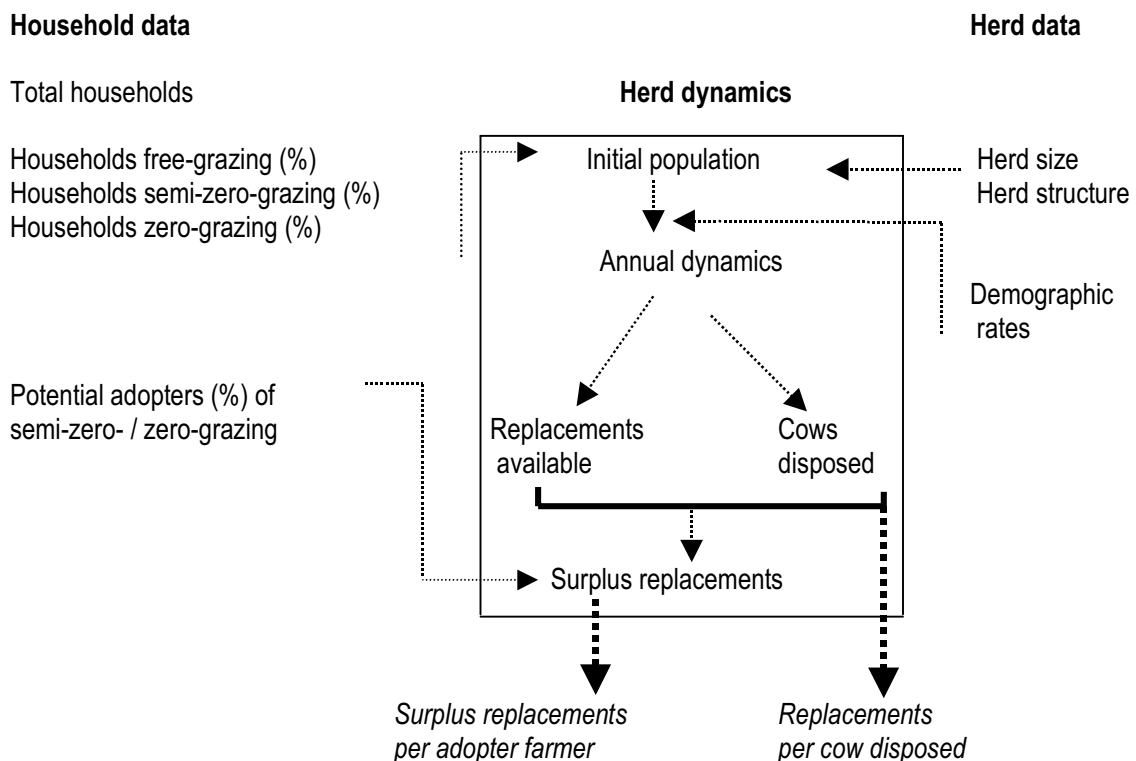 Household data
Herd data
Total households
Herd dynamics
Households free-grazing (%)
Households semi-zero-grazing (%)
Households zero-grazing (%)
Initial population
Herd size
Herd structure
Annual dynamics
Demographic
rates
Potential adopters (%) of
semi-zero- / zero-grazing
Replacements
available
Cows
disposed
Surplus replacements
Surplus replacements
per adopter farmer
Replacements
per cow disposed